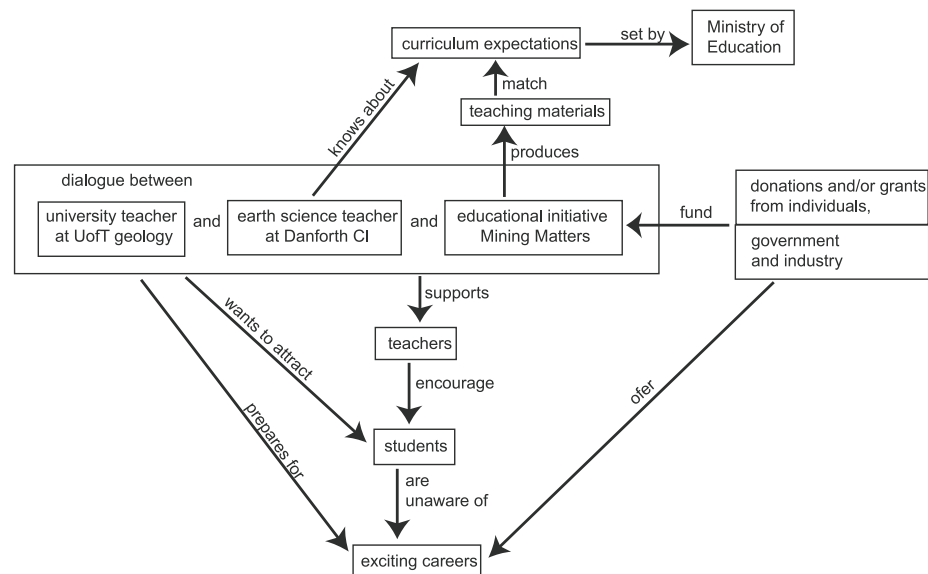 curriculum expectations
set by
Ministry of
Education
knows about
match
teaching materials
produces
dialogue between
university teacher
at UofT geology
and
earth science teacher
at Danforth CI
and
educational initiative
Mining Matters
fund
donations and/or grants
from individuals,
government
and industry
supports
wants to attract
teachers
encourage
ofer
prepares for
students
are
unaware of
exciting careers